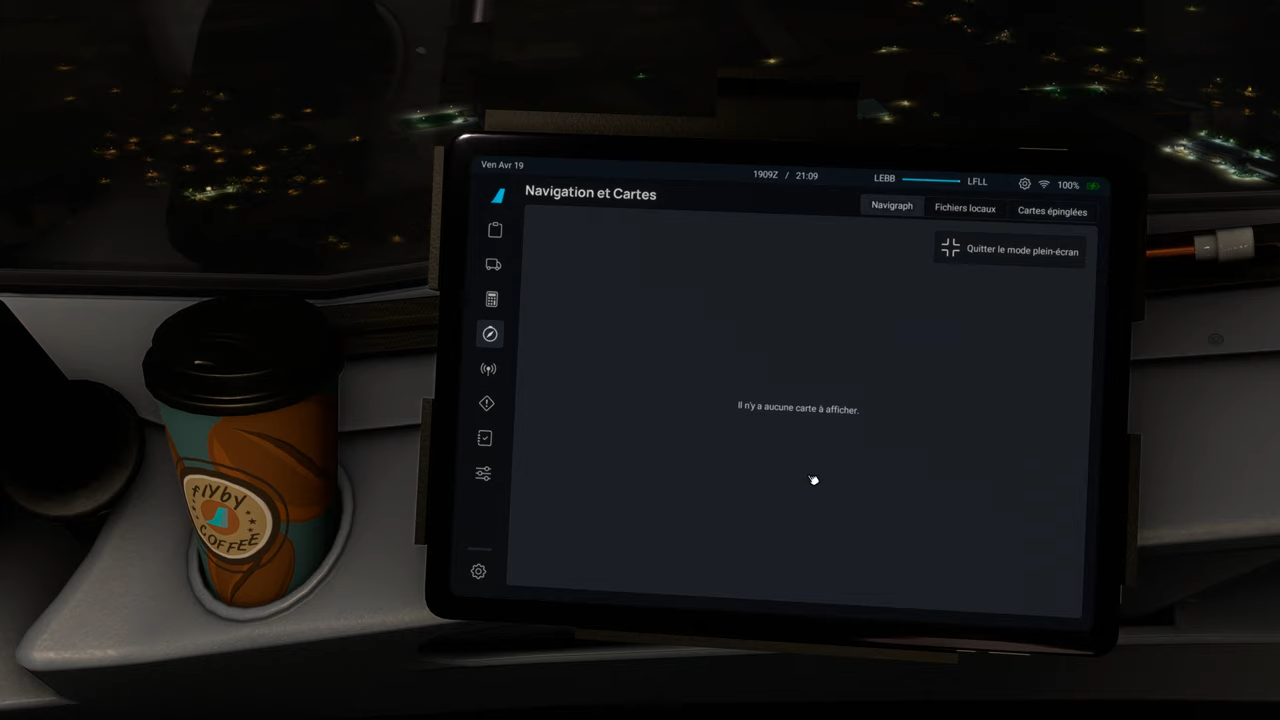 Ven Avr 19
1909Z / 21:09
LEBB
LFLL
100%
Navigation et Cartes
Navigraph
Fichiers locaux
Cartes épinglées
Quitter le mode plein-écran
Il n'y a aucune carte à afficher.
flyby
COFFEE